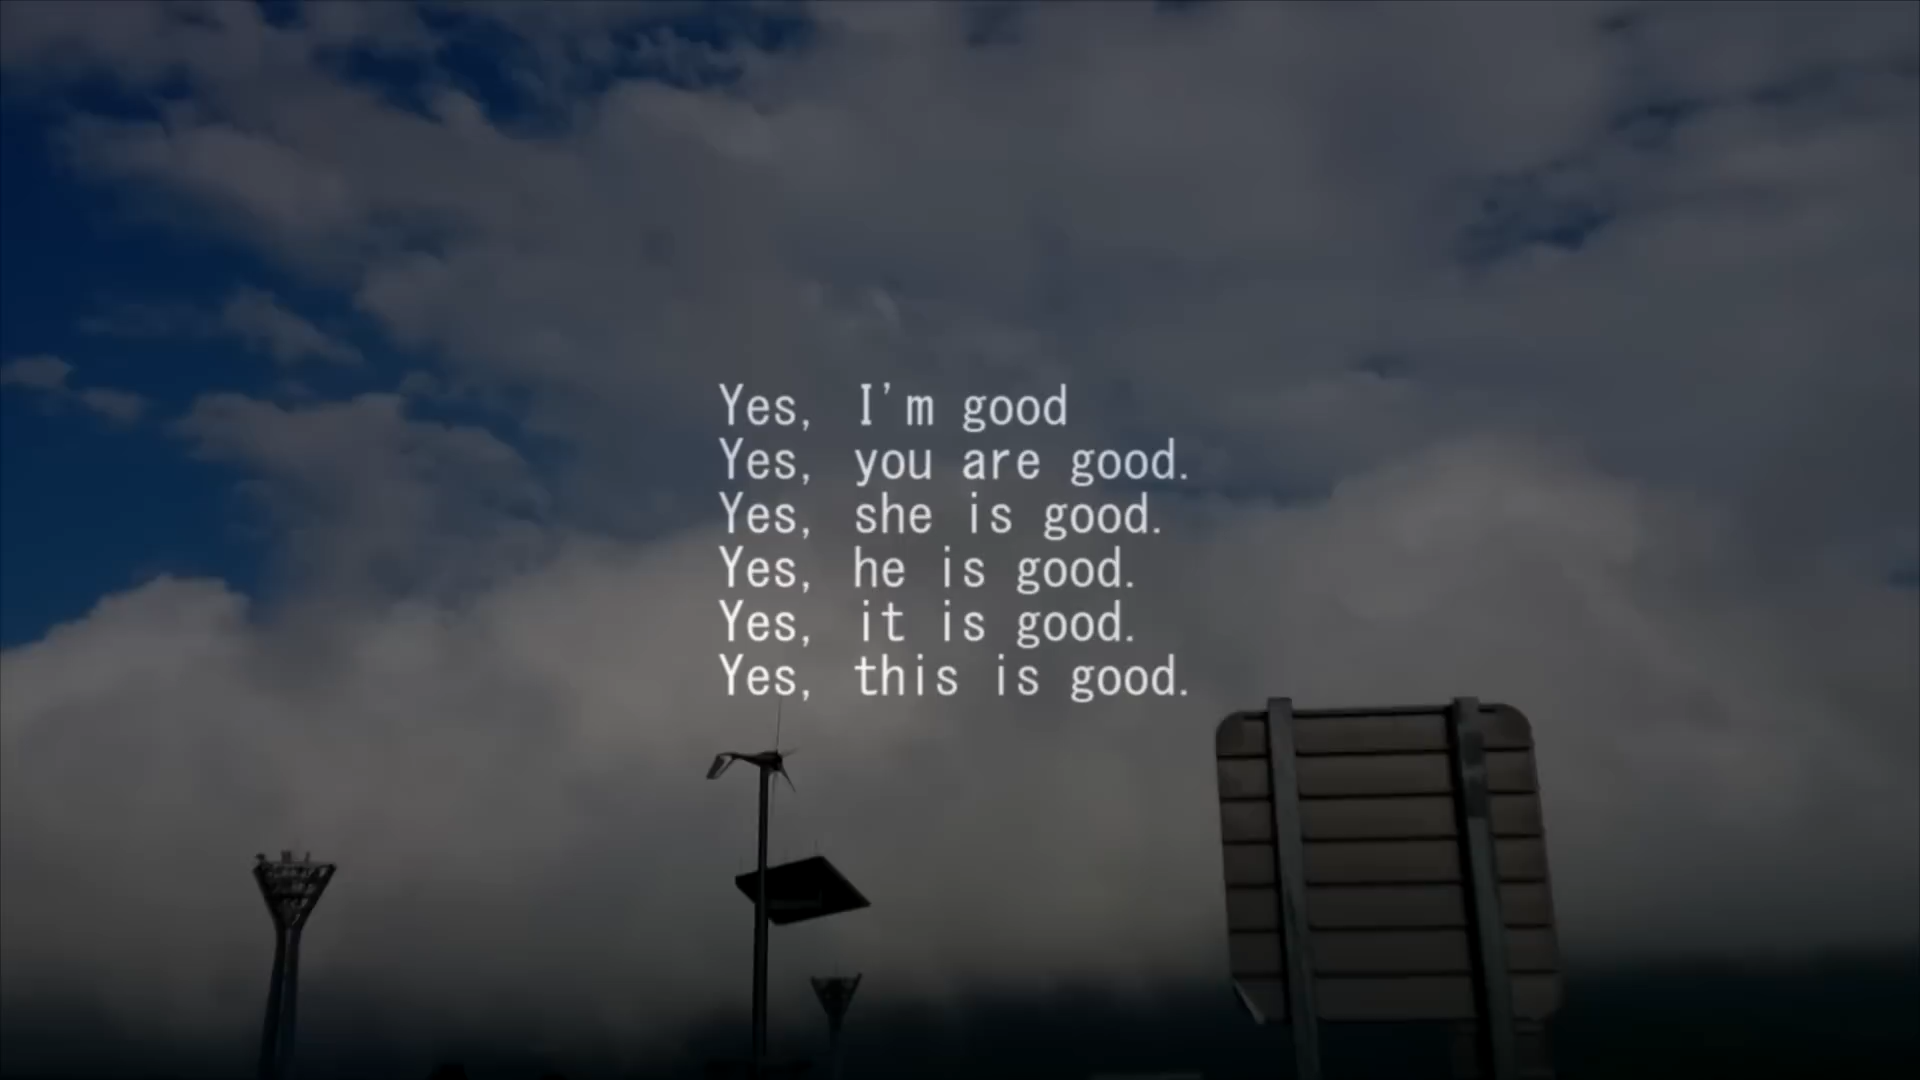 Yes, I'm good
Yes, you are good.
Yes, she is good.
Yes, he is good.
Yes, it is good.
Yes, this is good.